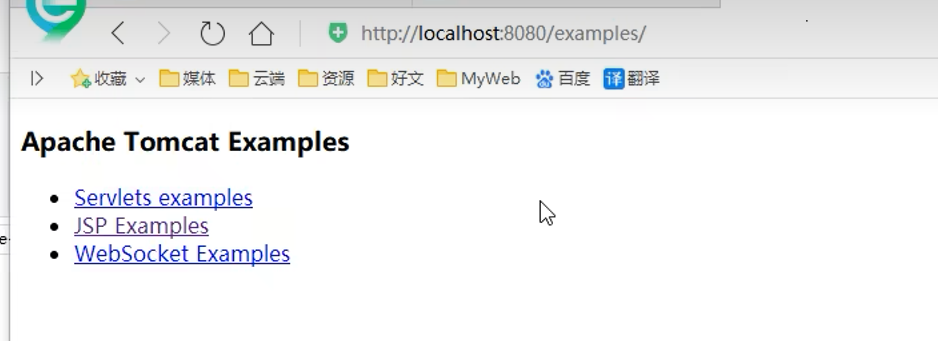 http://localhost:8080/examples/
收藏 媒体 云端 资源 好文 MyWeb 百度 译 翻译
Apache Tomcat Examples
Servlets examples
JSP Examples
WebSocket Examples